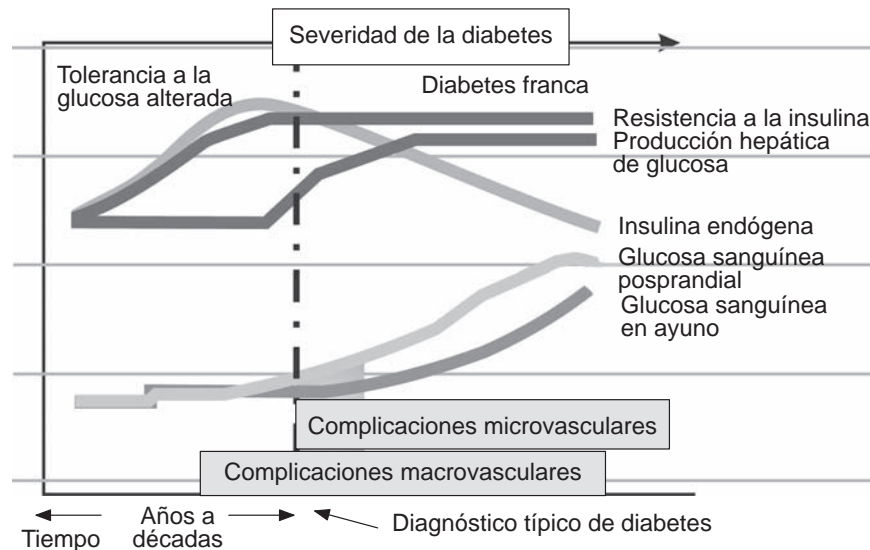 Severidad de la diabetes
Tolerancia a la
glucosa alterada
Diabetes franca
Resistencia a la insulina
Producción hepática
de glucosa
Insulina endógena
Glucosa sanguínea
posprandial
Glucosa sanguínea
en ayuno
Complicaciones microvasculares
Complicaciones macrovasculares
Tiempo
Años a
décadas
Diagnóstico típico de diabetes